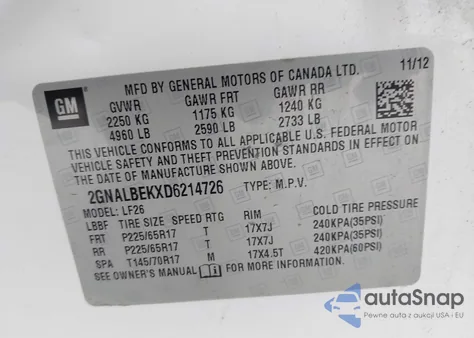 GM
MFD BY GENERAL MOTORS OF CANADA LTD.
11/12
GVWR GAWR FRT GAWR RR
2250 KG 1175 KG 1240 KG
4960 LB 2590 LB 2733 LB
THIS VEHICLE CONFORMS TO ALL APPLICABLE U.S. FEDERAL MOTOR
VEHICLE SAFETY AND THEFT PREVENTION STANDARDS IN EFFECT
ON THE DATE OF MANUFACTURE SHOWN ABOVE.
2GNALBEKXD6214726 TYPE: M.P.V.
MODEL: LF26
LBBF TIRE SIZE SPEED RTG RIM COLD TIRE PRESSURE
FRT P225/65R17 T 17X7J 240KPA(35PSI)
RR P225/65R17 T 17X7J 240KPA(35PSI)
SPA T145/70R17 M 17X4.5T 420KPA(60PSI)
SEE OWNER'S MANUAL FOR MORE INFORMATION
autoSnap
Pewne auta z aukcji USA i EU